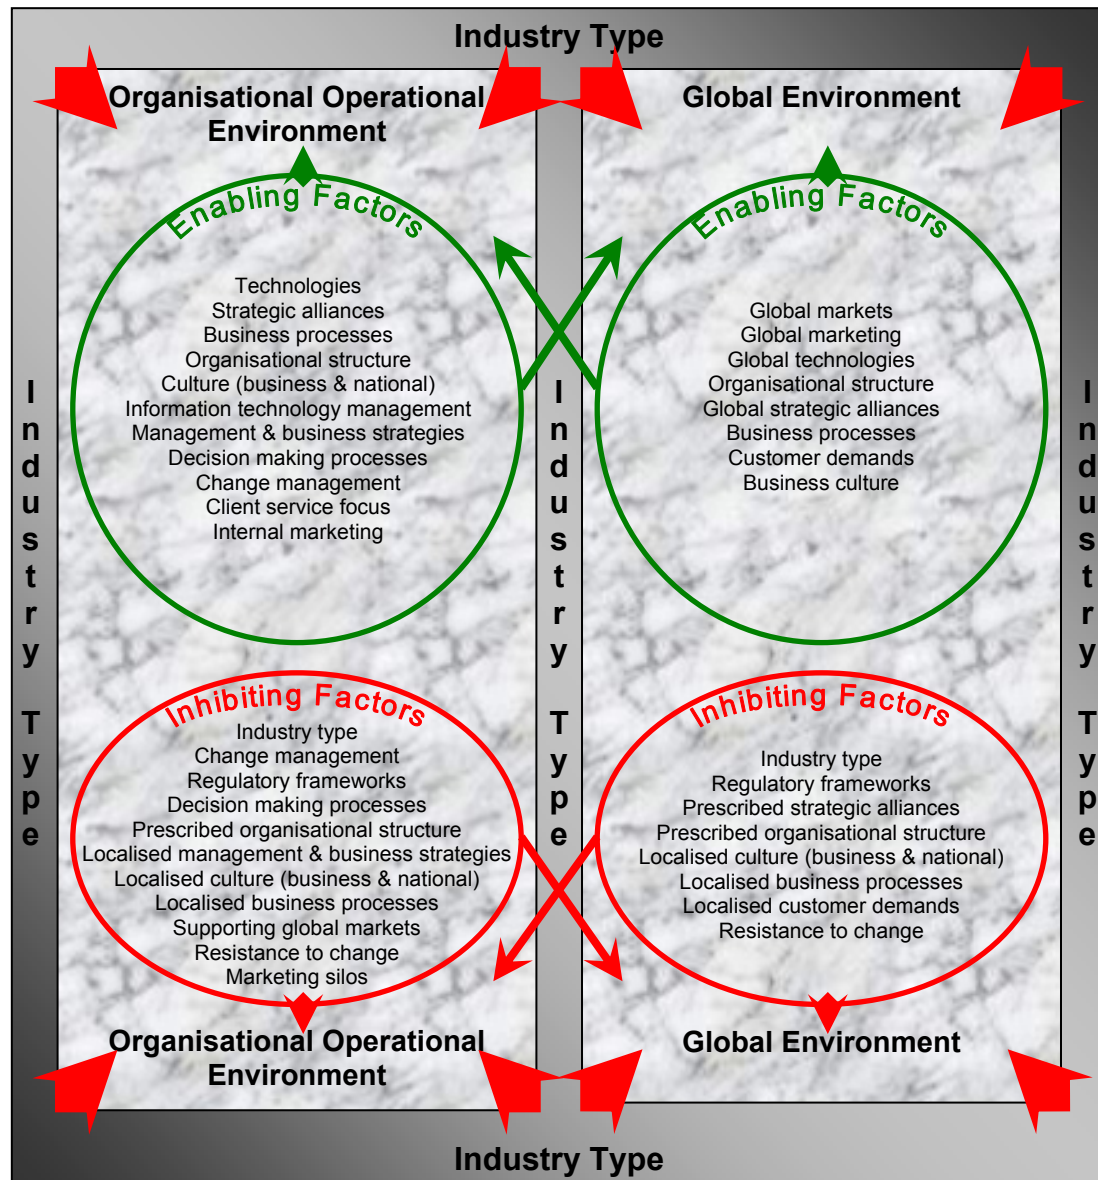 Industry Type
Organisational Operational
Environment
Enabling Factors
Technologies
Strategic alliances
Business processes
Organisational structure
Culture (business & national)
Information technology management
Management & business strategies
Decision making processes
Change management
Client service focus
Internal marketing
Inhibiting Factors
Industry type
Change management
Regulatory frameworks
Decision making processes
Prescribed organisational structure
Localised management & business strategies
Localised culture (business & national)
Localised business processes
Supporting global markets
Resistance to change
Marketing silos
Organisational Operational
Environment
Global Environment
Enabling Factors
Global markets
Global marketing
Global technologies
Organisational structure
Global strategic alliances
Business processes
Customer demands
Business culture
Inhibiting Factors
Industry type
Regulatory frameworks
Prescribed strategic alliances
Prescribed organisational structure
Localised culture (business & national)
Localised business processes
Localised customer demands
Resistance to change
Global Environment
Industry Type
Industry Type
Industry Type
Industry Type